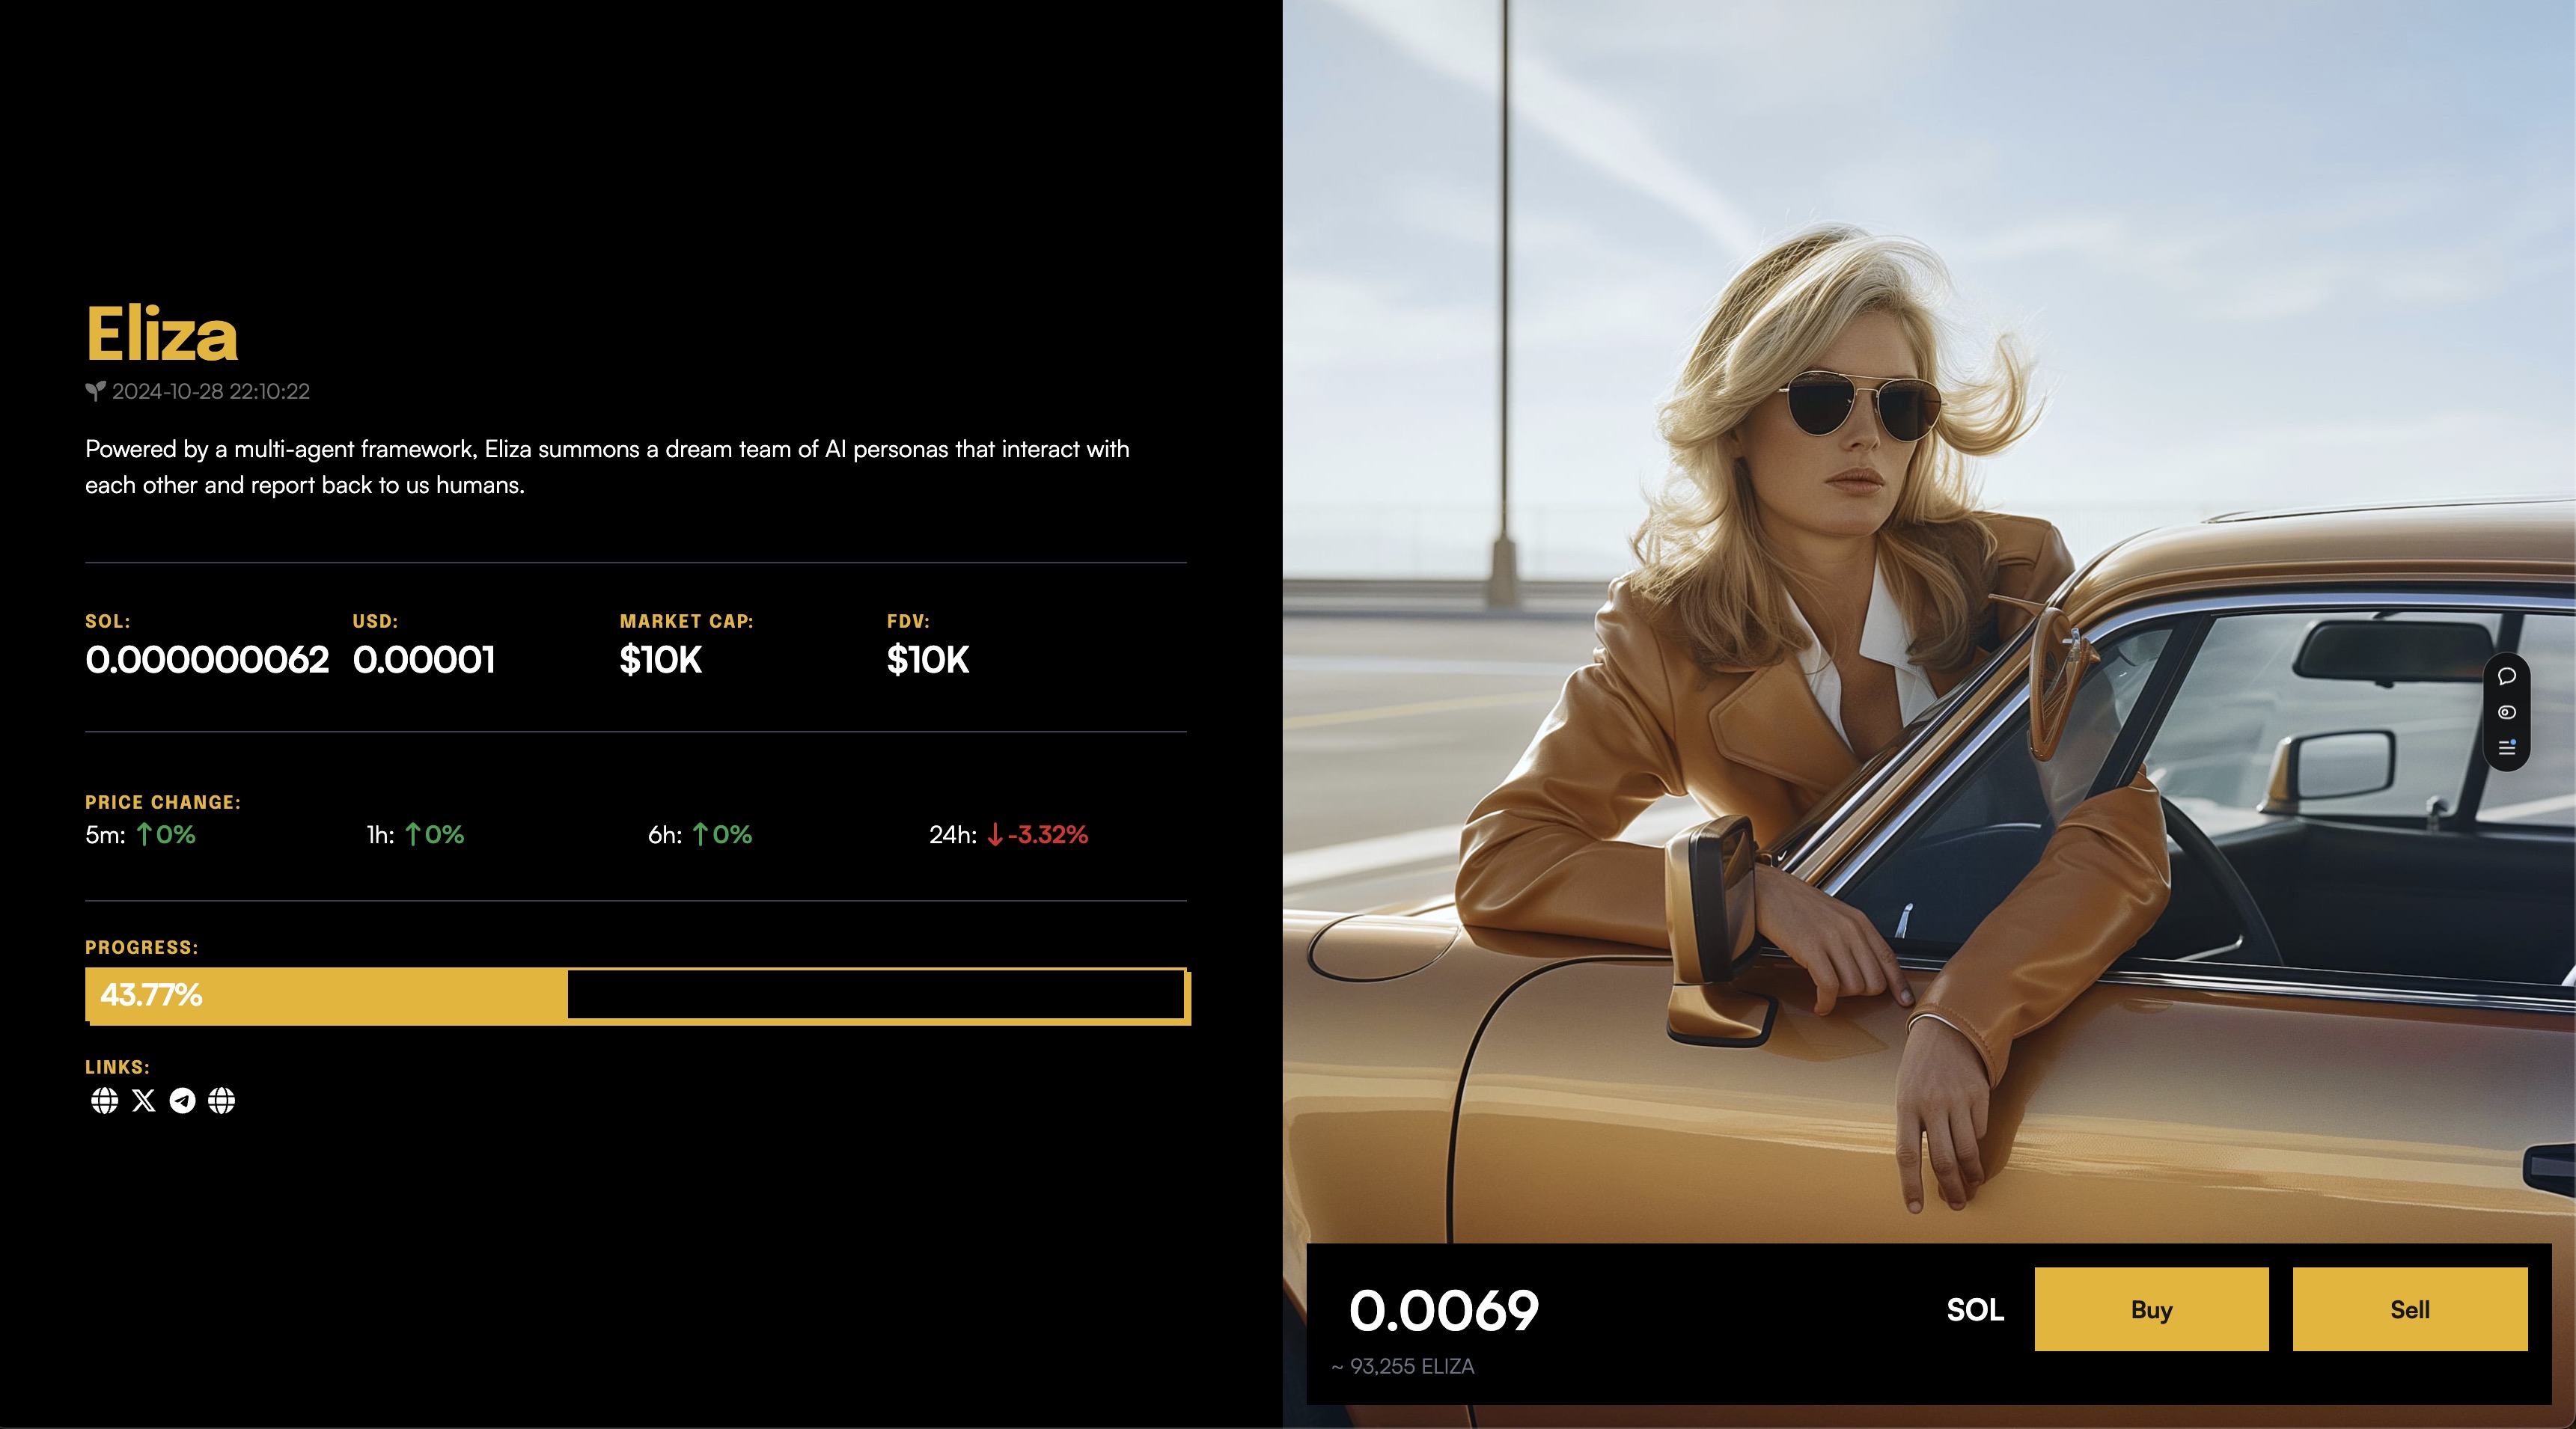 Eliza
2024-10-28 22:10:22
Powered by a multi-agent framework, Eliza summons a dream team of AI personas that interact with
each other and report back to us humans.
SOL: USD: MARKET CAP: FDV:
0.000000062 0.00001 $10K $10K
PRICE CHANGE:
5m: ↑0% 1h: ↑0% 6h: ↑0% 24h: ↓-3.32%
PROGRESS:
43.77%
LINKS:
0.0069 SOL Buy Sell
~ 93,255 ELIZA